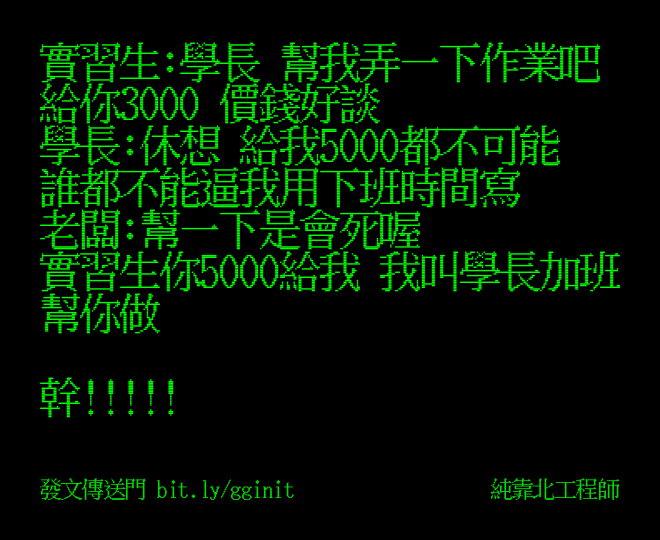 實習生:學長 幫我弄一下作業吧
給你3000 價錢好談
學長:休想 給我5000都不可能
誰都不能逼我用下班時間寫
老闆:幫一下是會死喔
實習生你5000給我 我叫學長加班
幫你做
幹!!!!!
發文傳送門 bit.ly/gginit
純靠北工程師